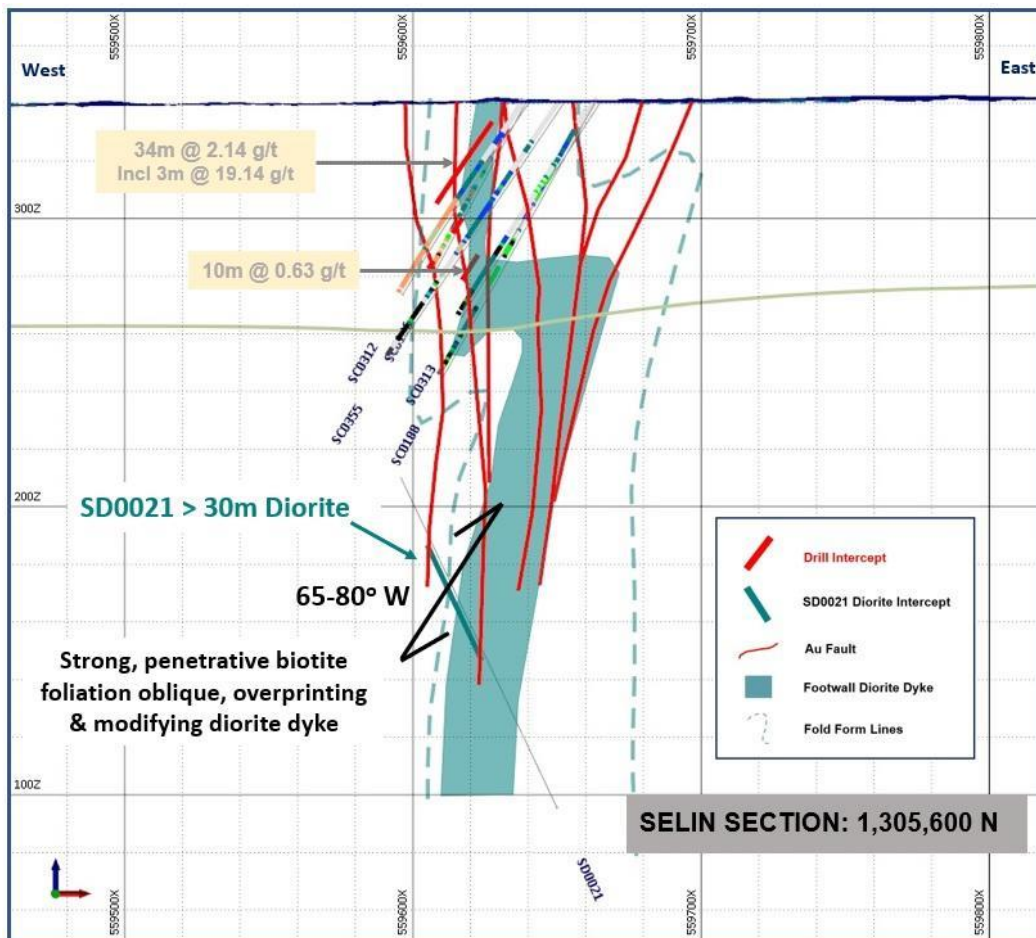 559500X
559600X
559700X
559800X
West
East
34m @ 2.14 g/t
Incl 3m @ 19.14 g/t
300Z
10m @ 0.63 g/t
SC0312
SC0313
SC0355
SC0188
200Z
SD0021 > 30m Diorite
65-80° W
Strong, penetrative biotite
foliation oblique, overprinting
& modifying diorite dyke
Drill Intercept
SD0021 Diorite Intercept
Au Fault
Footwall Diorite Dyke
Fold Form Lines
100Z
SELIN SECTION: 1,305,600 N
SD0021
559500X
559600X
559700X
559800X